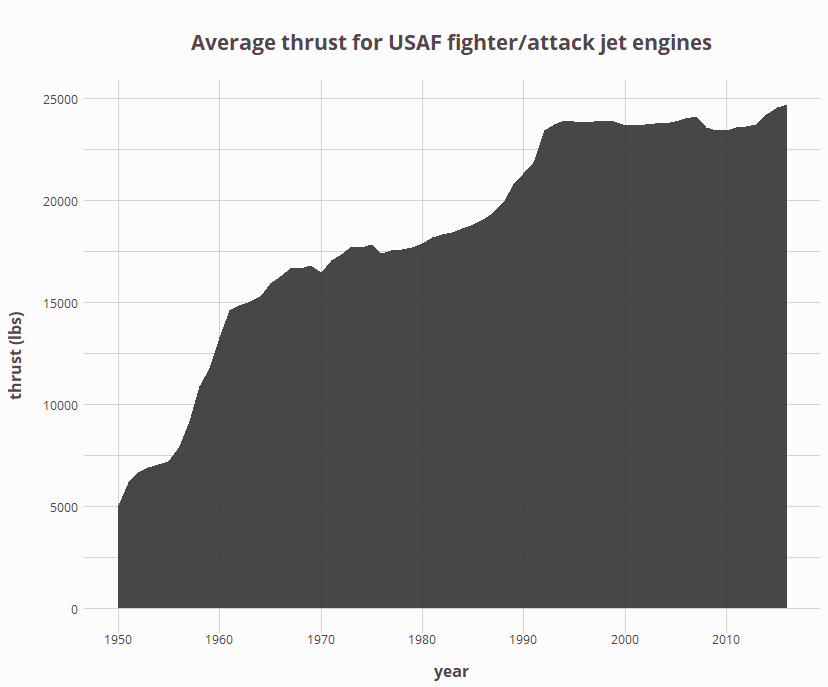 Average thrust for USAF fighter/attack jet engines
thrust (lbs)
25000
20000
15000
10000
5000
0
1950 1960 1970 1980 1990 2000 2010
year